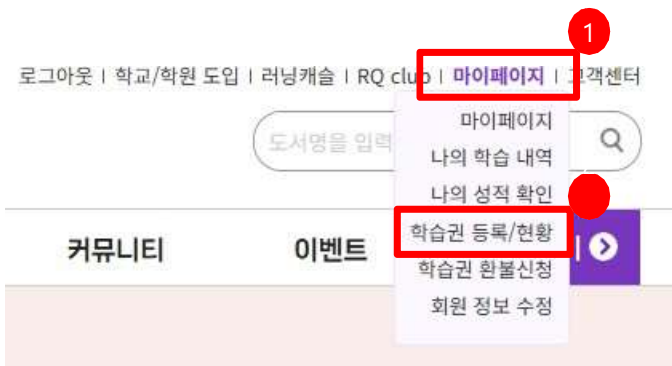 1
로그아웃 | 학교/학원 도입 | 러닝캐슬 | RQ club | 마이페이지 | 고객센터
도서명을 입력
마이페이지
나의 학습 내역
나의 성적 확인
학습권 등록/현황
커뮤니티 이벤트
학습권 환불신청
회원 정보 수정